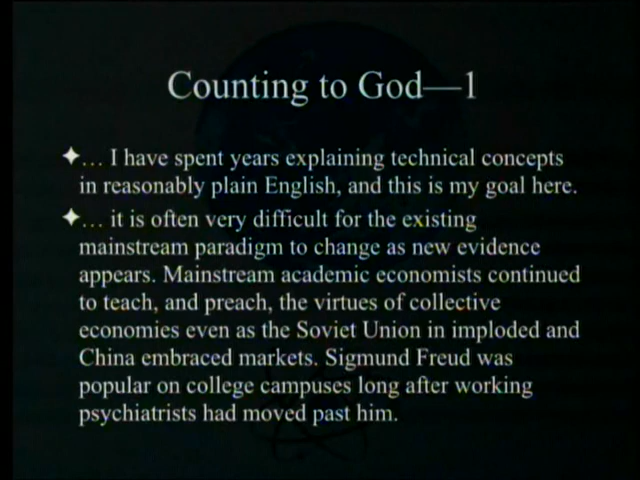 Counting to God—1
✦… I have spent years explaining technical concepts
in reasonably plain English, and this is my goal here.
✦… it is often very difficult for the existing
mainstream paradigm to change as new evidence
appears. Mainstream academic economists continued
to teach, and preach, the virtues of collective
economies even as the Soviet Union in imploded and
China embraced markets. Sigmund Freud was
popular on college campuses long after working
psychiatrists had moved past him.